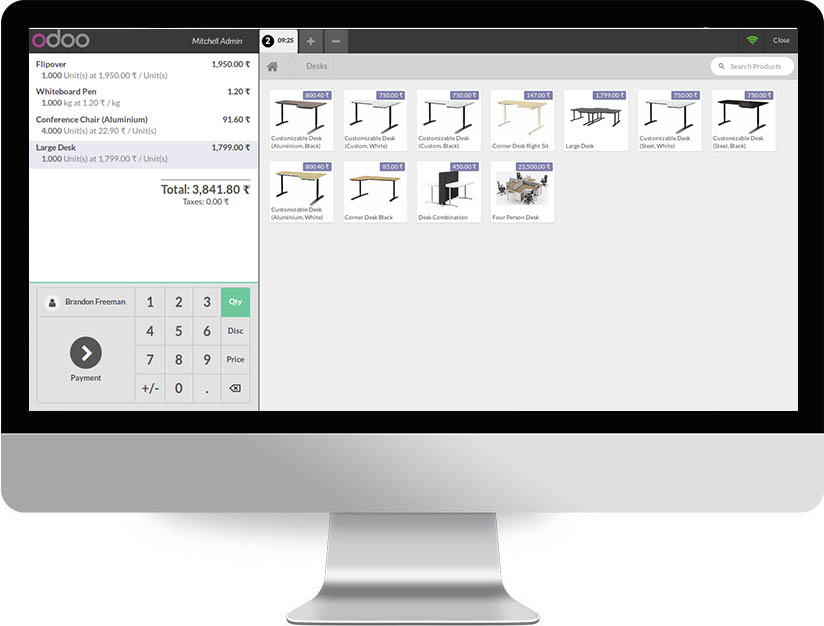 odoo
Mitchell Admin
2 09:25
+
−
Close
Flipover 1,950.00 ₹
1.000 Unit(s) at 1,950.00 ₹ / Unit(s)
Whiteboard Pen 1.20 ₹
1.000 kg at 1.20 ₹ / kg
Conference Chair (Aluminium) 91.60 ₹
4.000 Unit(s) at 22.90 ₹ / Unit(s)
Large Desk 1,799.00 ₹
1.000 Unit(s) at 1,799.00 ₹ / Unit(s)
Total: 3,841.80 ₹
Taxes: 0.00 ₹
Brandon Freeman
Payment
1 2 3 Qty
4 5 6 Disc
7 8 9 Price
+/- 0 .
Desks
Search Products
800.40 ₹
Customizable Desk
(Aluminium, Black)
750.00 ₹
Customizable Desk
(Custom, White)
750.00 ₹
Customizable Desk
(Custom, Black)
147.00 ₹
Corner Desk Right Sit
1,799.00 ₹
Large Desk
750.00 ₹
Customizable Desk
(Steel, White)
750.00 ₹
Customizable Desk
(Steel, Black)
800.40 ₹
Customizable Desk
(Aluminium, White)
85.00 ₹
Corner Desk Black
450.00 ₹
Desk Combination
23,500.00 ₹
Four Person Desk